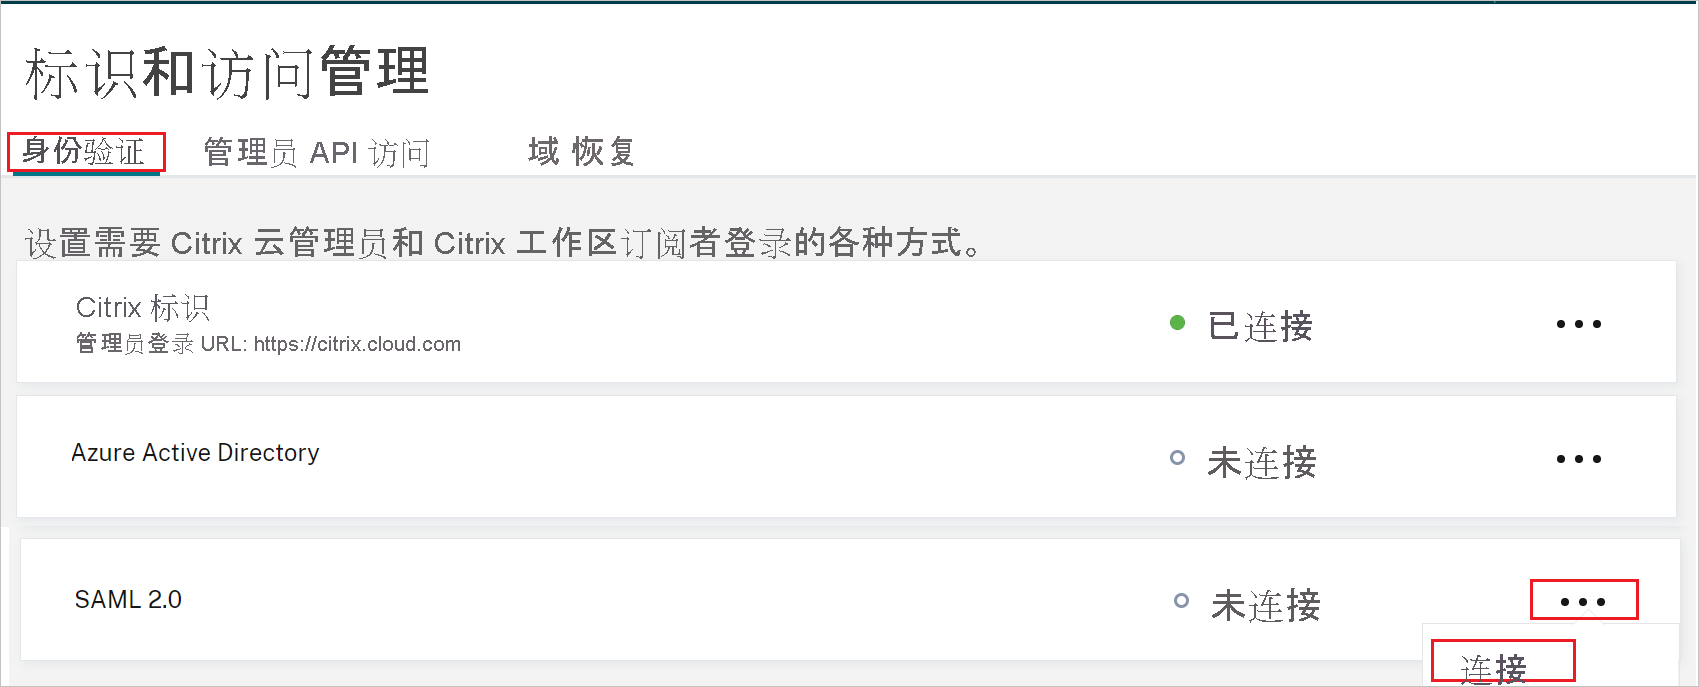 标识和访问管理
身份验证 管理员 API 访问 域 恢复
设置需要 Citrix 云管理员和 Citrix 工作区订阅者登录的各种方式。
Citrix 标识
管理员登录 URL: https://citrix.cloud.com
已连接
Azure Active Directory
未连接
SAML 2.0
未连接
连接